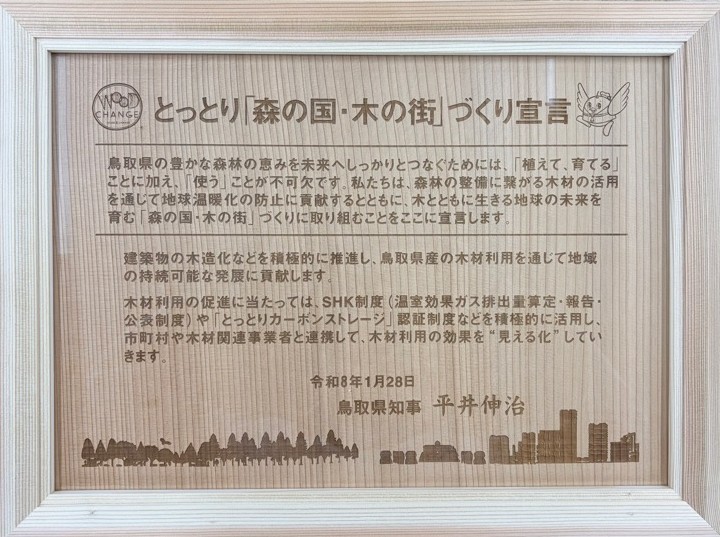 WOOD
CHANGE
とっとり「森の国・木の街」づくり宣言
鳥取県の豊かな森林の恵みを未来へしっかりとつなぐためには、「植えて、育てる」
ことに加え、「使う」ことが不可欠です。私たちは、森林の整備に繋がる木材の活用
を通じて地球温暖化の防止に貢献するとともに、木とともに生きる地球の未来を
育む「森の国・木の街」づくりに取り組むことをここに宣言します。
建築物の木造化などを積極的に推進し、鳥取県産の木材利用を通じて地域
の持続可能な発展に貢献します。
木材利用の促進に当たっては、SHK制度（温室効果ガス排出量算定・報告・
公表制度）や「とっとりカーボンストレージ」認証制度などを積極的に活用し、
市町村や木材関連事業者と連携して、木材利用の効果を“見える化”してい
きます。
令和8年1月28日
鳥取県知事 平井伸治